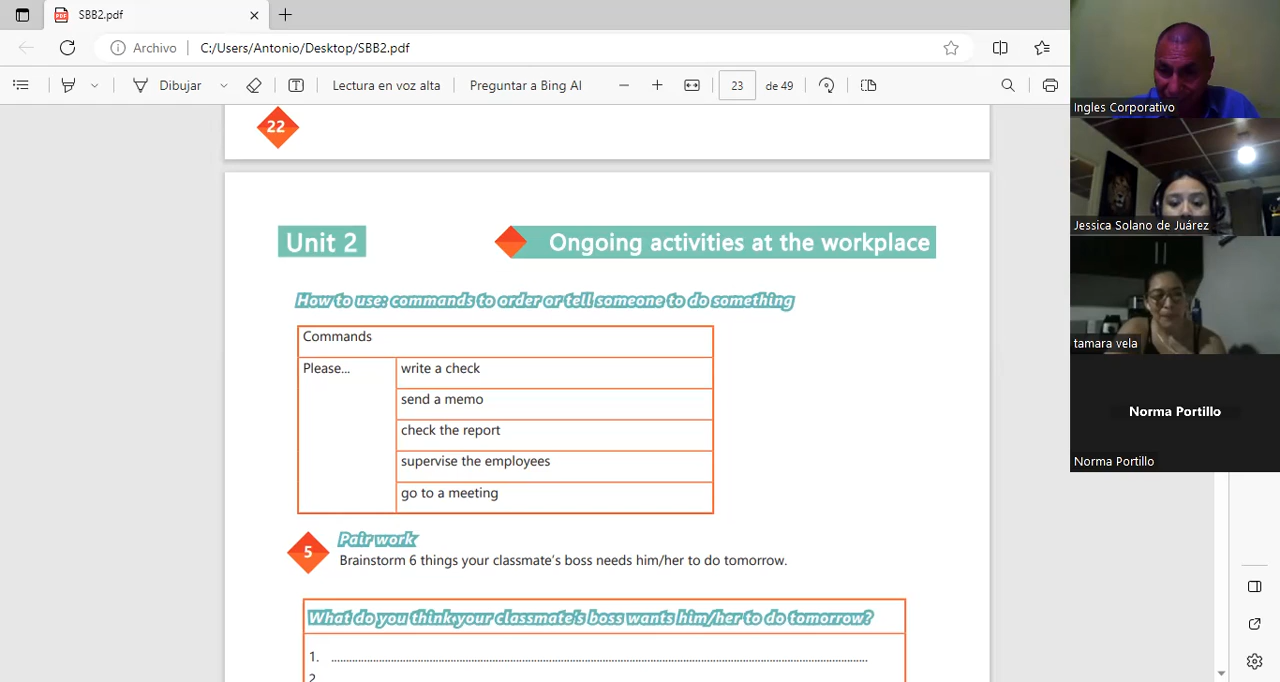 SBB2.pdf
Archivo
C:/Users/Antonio/Desktop/SBB2.pdf
Dibujar
Lectura en voz alta
Preguntar a Bing AI
23
de 49
22
Unit 2
Ongoing activities at the workplace
How to use: commands to order or tell someone to do something
Commands
Please...
write a check
send a memo
check the report
supervise the employees
go to a meeting
5
Pair work
Brainstorm 6 things your classmate's boss needs him/her to do tomorrow.
What do you think your classmate's boss wants him/her to do tomorrow?
1. ........................................................................
2
Ingles Corporativo
Jessica Solano de Juárez
tamara vela
Norma Portillo
Norma Portillo